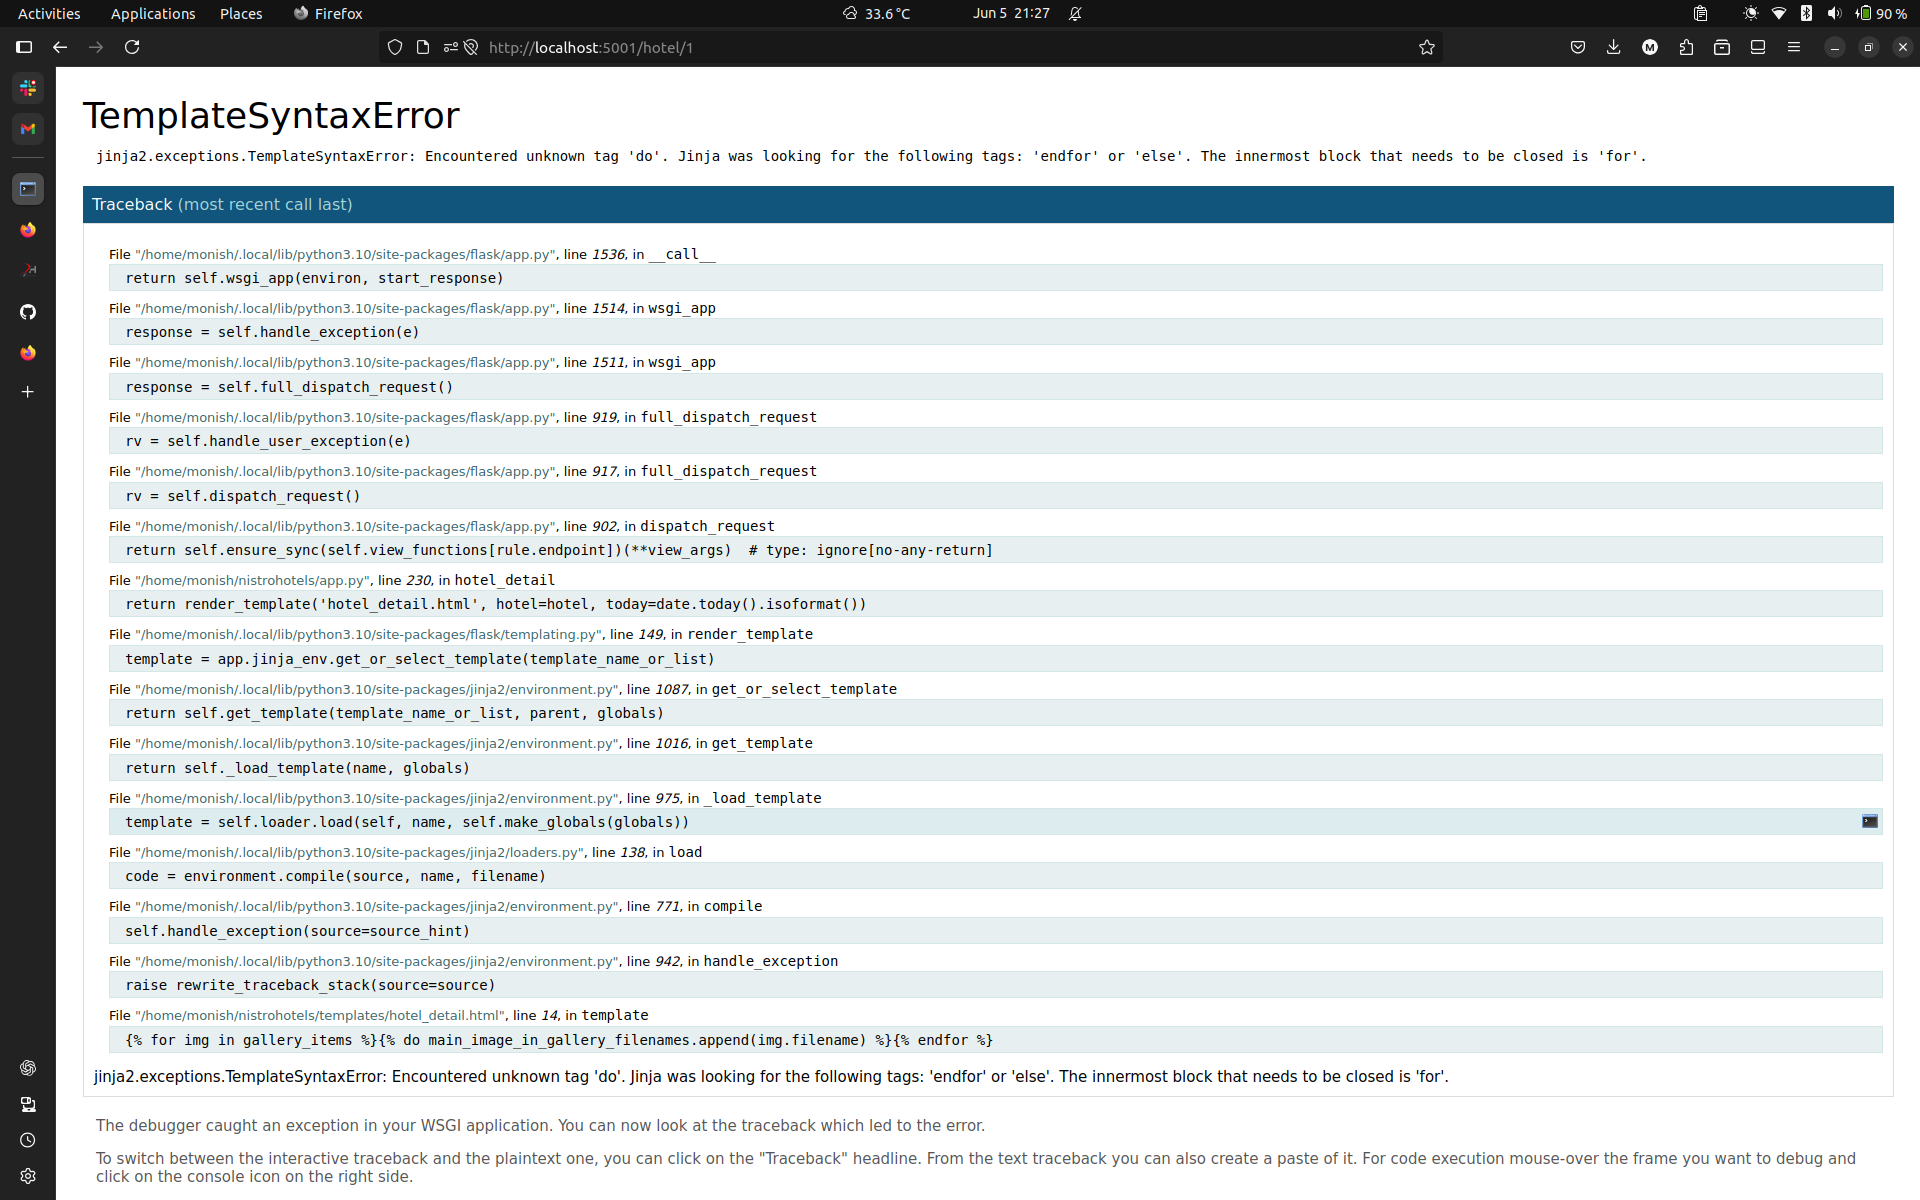 Activities Applications Places Firefox 33.6 °C Jun 5 21:27 90 %
http://localhost:5001/hotel/1
M
TemplateSyntaxError
jinja2.exceptions.TemplateSyntaxError: Encountered unknown tag 'do'. Jinja was looking for the following tags: 'endfor' or 'else'. The innermost block that needs to be closed is 'for'.
Traceback (most recent call last)
File "/home/monish/.local/lib/python3.10/site-packages/flask/app.py", line 1536, in __call__
return self.wsgi_app(environ, start_response)
File "/home/monish/.local/lib/python3.10/site-packages/flask/app.py", line 1514, in wsgi_app
response = self.handle_exception(e)
File "/home/monish/.local/lib/python3.10/site-packages/flask/app.py", line 1511, in wsgi_app
response = self.full_dispatch_request()
File "/home/monish/.local/lib/python3.10/site-packages/flask/app.py", line 919, in full_dispatch_request
rv = self.handle_user_exception(e)
File "/home/monish/.local/lib/python3.10/site-packages/flask/app.py", line 917, in full_dispatch_request
rv = self.dispatch_request()
File "/home/monish/.local/lib/python3.10/site-packages/flask/app.py", line 902, in dispatch_request
return self.ensure_sync(self.view_functions[rule.endpoint])(**view_args)  # type: ignore[no-any-return]
File "/home/monish/nistrohotels/app.py", line 230, in hotel_detail
return render_template('hotel_detail.html', hotel=hotel, today=date.today().isoformat())
File "/home/monish/.local/lib/python3.10/site-packages/flask/templating.py", line 149, in render_template
template = app.jinja_env.get_or_select_template(template_name_or_list)
File "/home/monish/.local/lib/python3.10/site-packages/jinja2/environment.py", line 1087, in get_or_select_template
return self.get_template(template_name_or_list, parent, globals)
File "/home/monish/.local/lib/python3.10/site-packages/jinja2/environment.py", line 1016, in get_template
return self._load_template(name, globals)
File "/home/monish/.local/lib/python3.10/site-packages/jinja2/environment.py", line 975, in _load_template
template = self.loader.load(self, name, self.make_globals(globals))
File "/home/monish/.local/lib/python3.10/site-packages/jinja2/loaders.py", line 138, in load
code = environment.compile(source, name, filename)
File "/home/monish/.local/lib/python3.10/site-packages/jinja2/environment.py", line 771, in compile
self.handle_exception(source=source_hint)
File "/home/monish/.local/lib/python3.10/site-packages/jinja2/environment.py", line 942, in handle_exception
raise rewrite_traceback_stack(source=source)
File "/home/monish/nistrohotels/templates/hotel_detail.html", line 14, in template
{% for img in gallery_items %}{% do main_image_in_gallery_filenames.append(img.filename) %}{% endfor %}
jinja2.exceptions.TemplateSyntaxError: Encountered unknown tag 'do'. Jinja was looking for the following tags: 'endfor' or 'else'. The innermost block that needs to be closed is 'for'.
The debugger caught an exception in your WSGI application. You can now look at the traceback which led to the error.
To switch between the interactive traceback and the plaintext one, you can click on the "Traceback" headline. From the text traceback you can also create a paste of it. For code execution mouse-over the frame you want to debug and
click on the console icon on the right side.